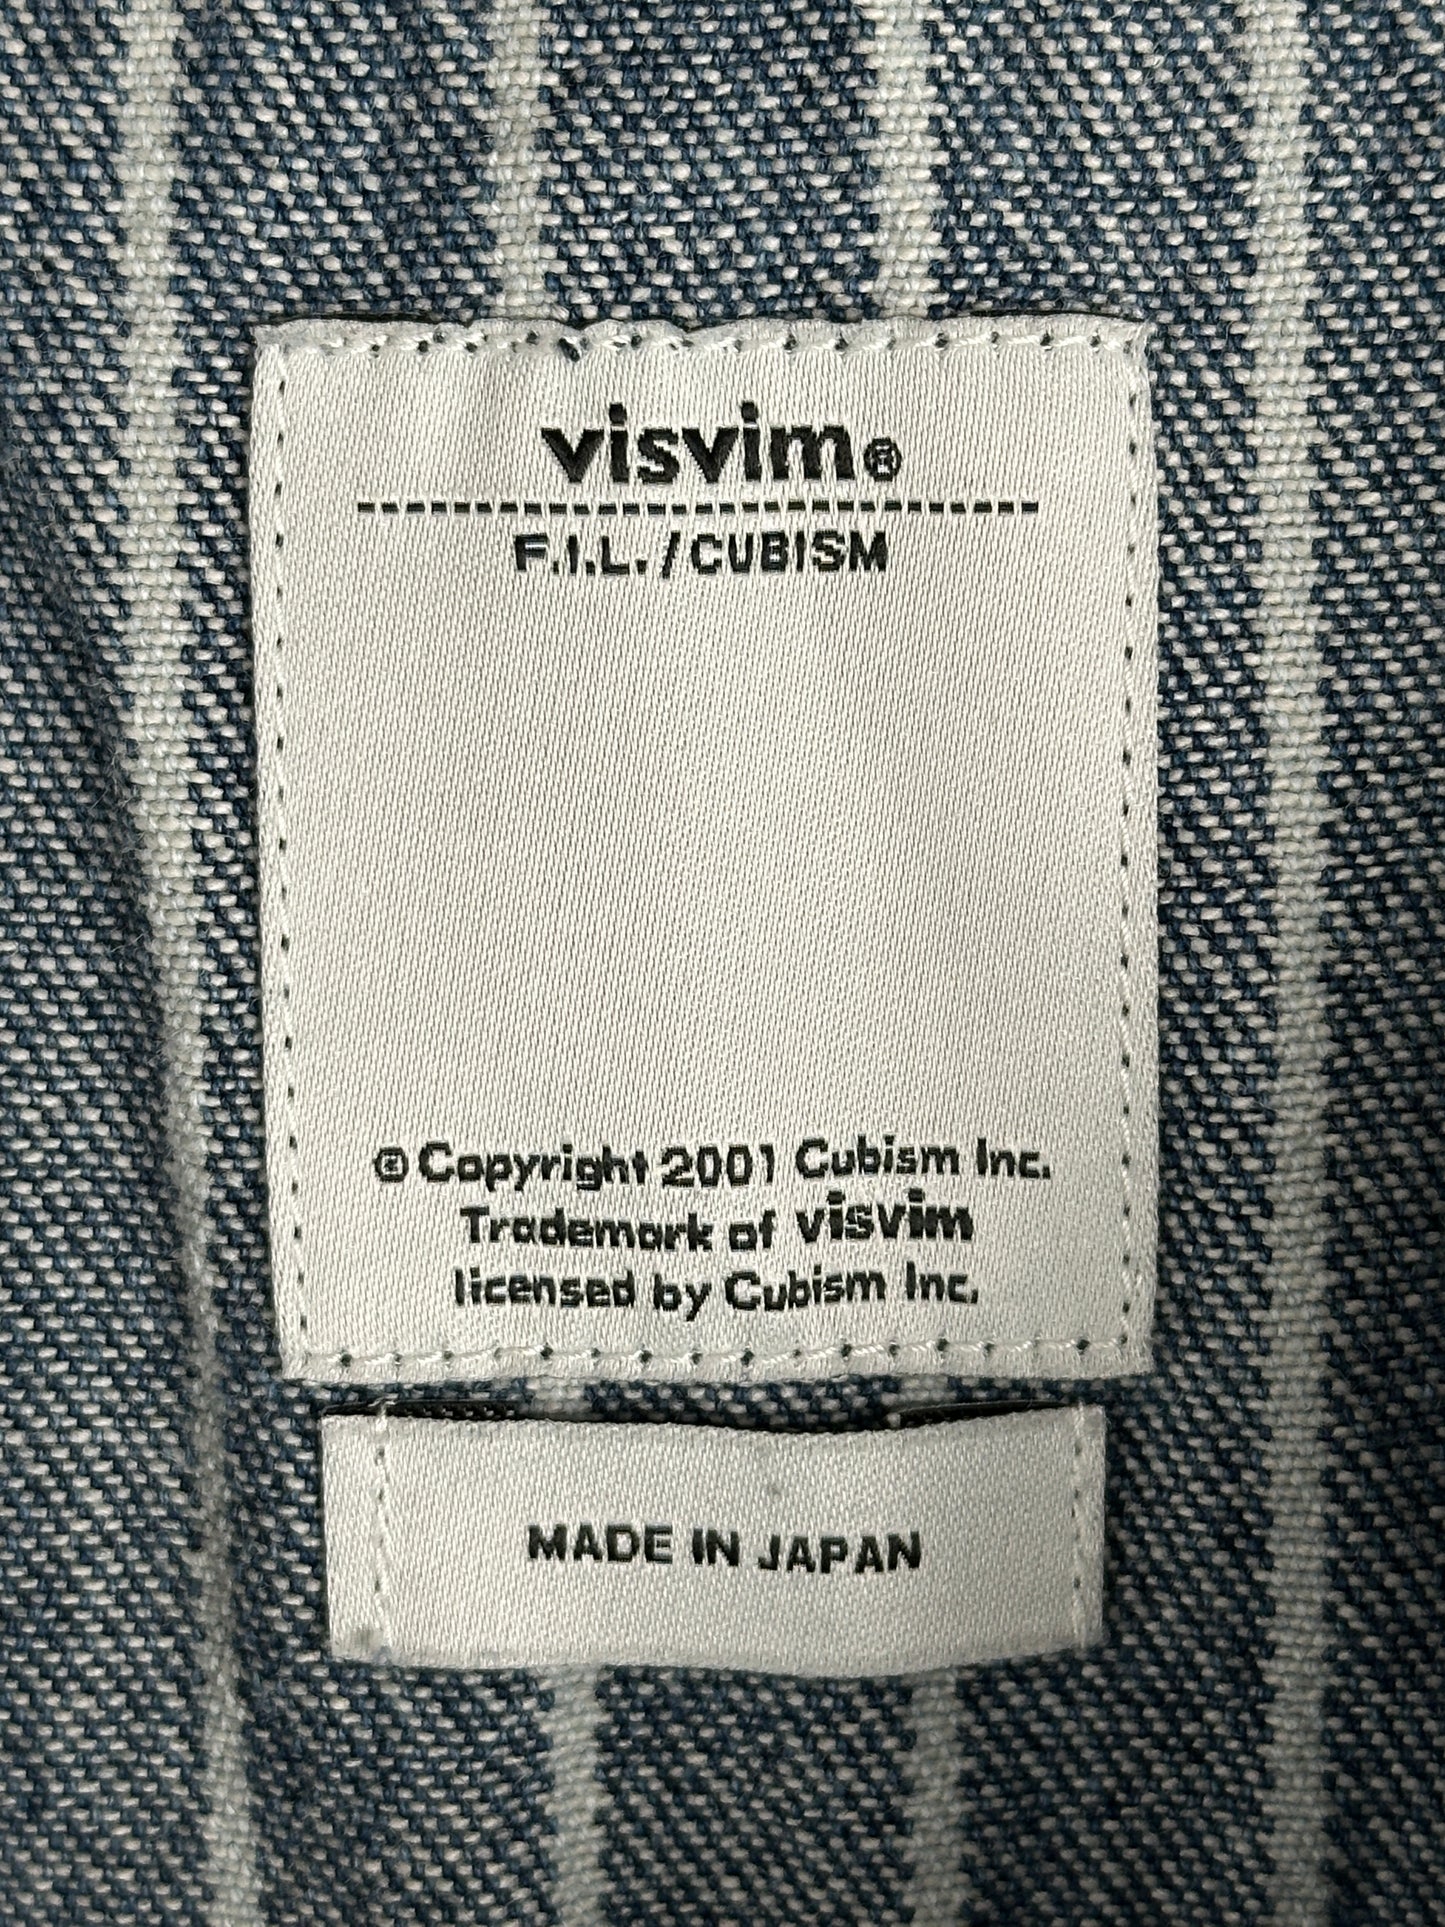 visvim®
F.I.L./CUBISM
© Copyright 2001 Cubism Inc.
Trademark of visvim
licensed by Cubism Inc.
MADE IN JAPAN